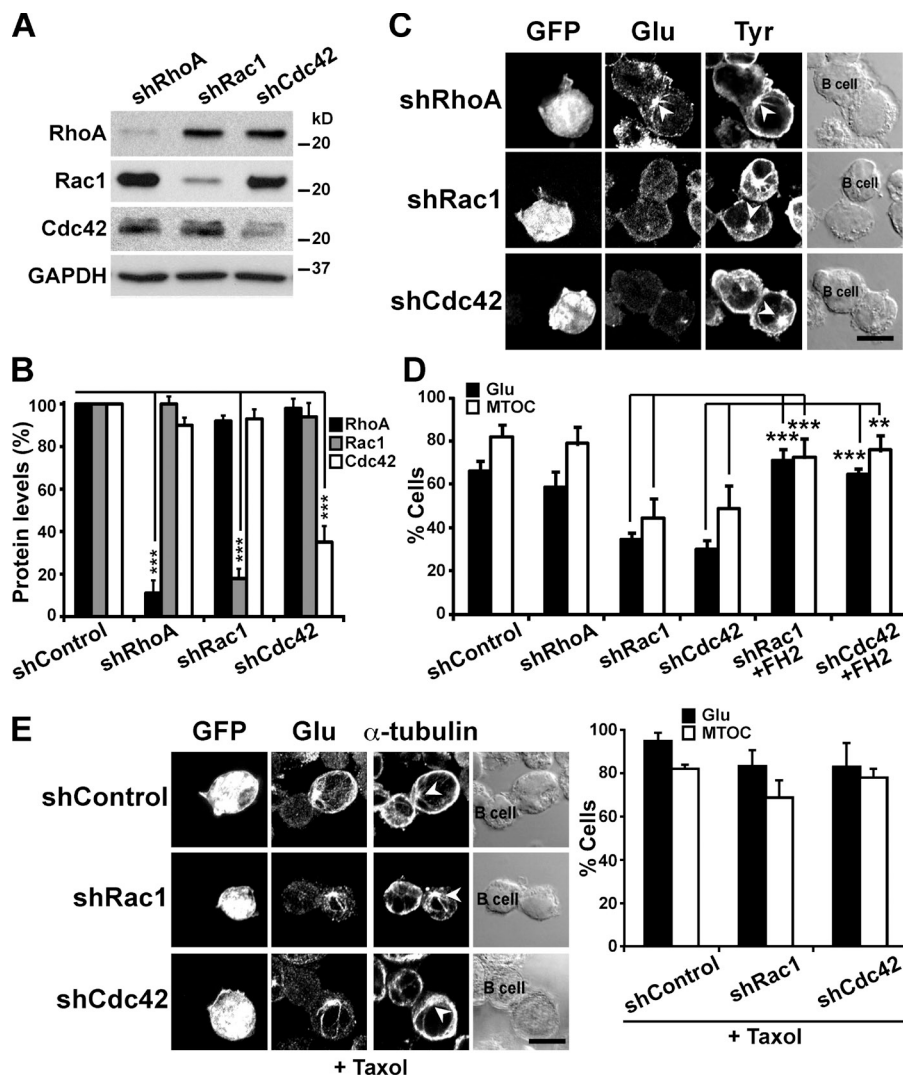 A
shRhoA shRac1 shCdc42
kD
RhoA
–20
Rac1
–20
Cdc42
–20
GAPDH
–37
C
GFP Glu Tyr
shRhoA
B cell
shRac1
B cell
shCdc42
B cell
B
Protein levels (%)
100
80
60
40
20
0
RhoA
Rac1
Cdc42
***
***
***
shControl shRhoA shRac1 shCdc42
D
% Cells
100
80
60
40
20
0
Glu
MTOC
***
***
***
**
shControl shRhoA shRac1 shCdc42 shRac1 +FH2 shCdc42 +FH2
E
GFP Glu α-tubulin
shControl
B cell
shRac1
B cell
shCdc42
B cell
+ Taxol
% Cells
100
80
60
40
20
0
Glu
MTOC
shControl shRac1 shCdc42
+ Taxol